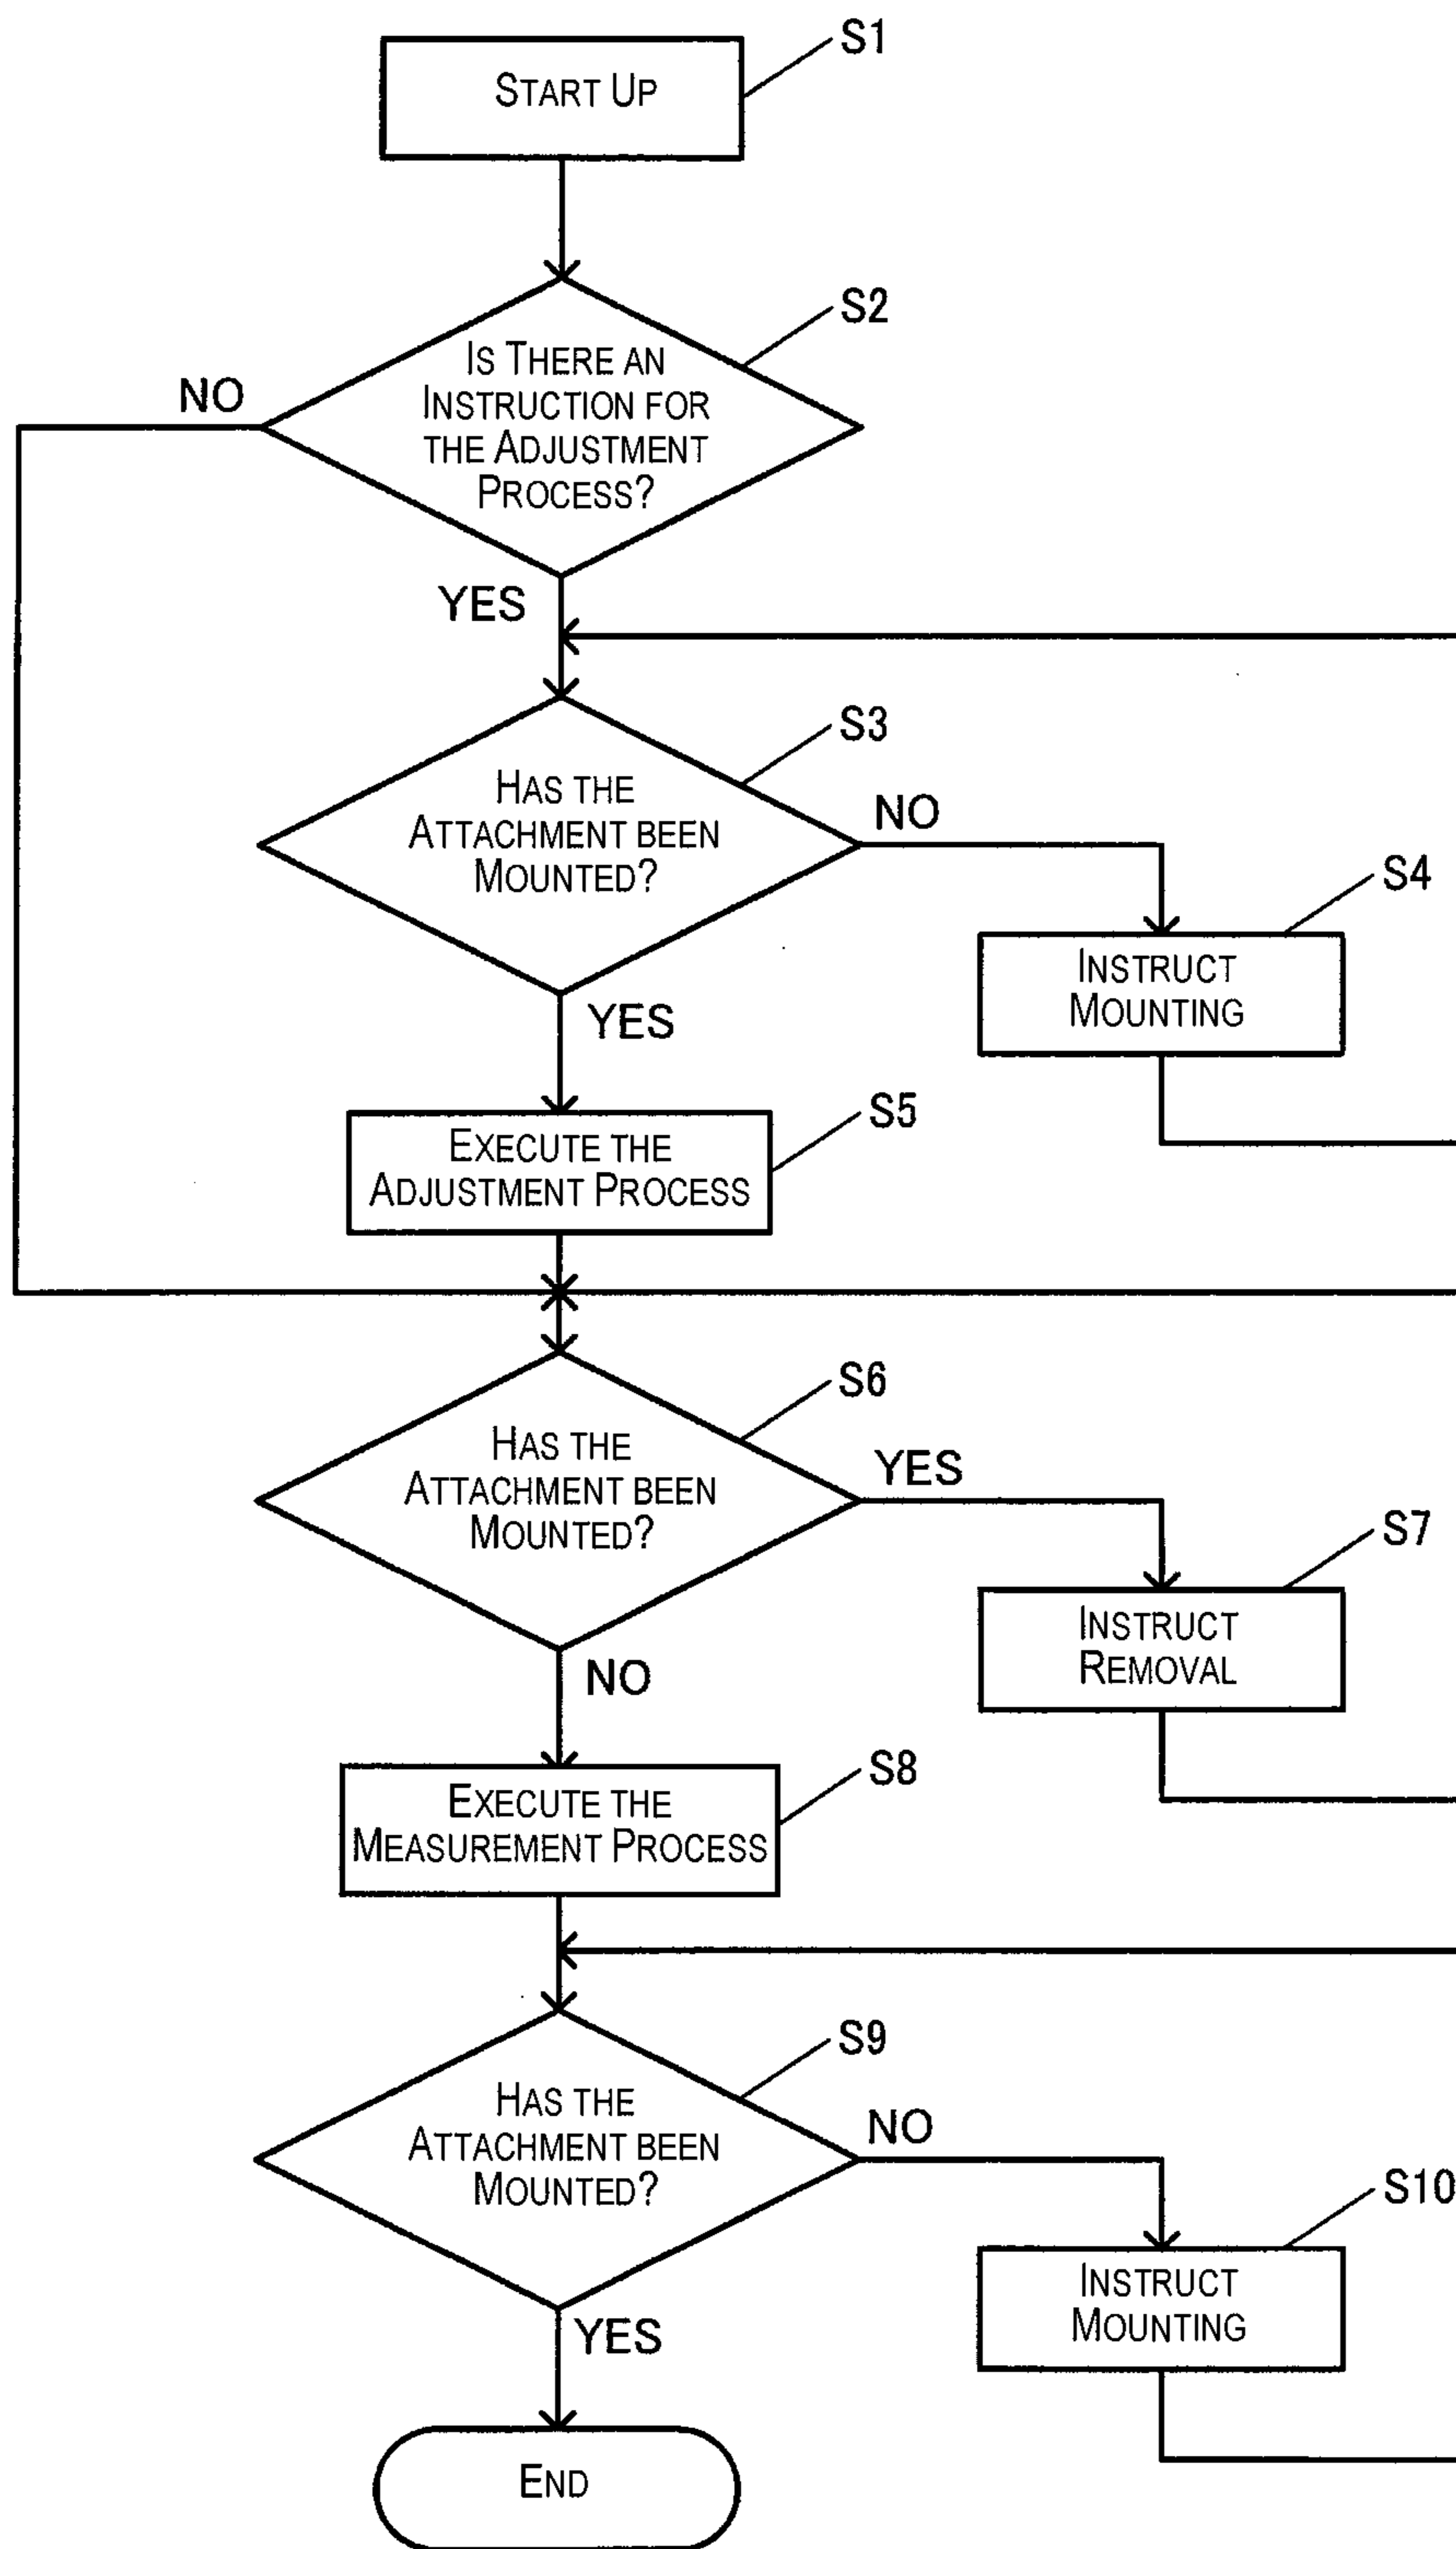 S1
START UP
S2
IS THERE AN
INSTRUCTION FOR
THE ADJUSTMENT
PROCESS?
NO
YES
S3
HAS THE
ATTACHMENT BEEN
MOUNTED?
NO
S4
INSTRUCT
MOUNTING
YES
S5
EXECUTE THE
ADJUSTMENT PROCESS
S6
HAS THE
ATTACHMENT BEEN
MOUNTED?
YES
S7
INSTRUCT
REMOVAL
NO
S8
EXECUTE THE
MEASUREMENT PROCESS
S9
HAS THE
ATTACHMENT BEEN
MOUNTED?
NO
S10
INSTRUCT
MOUNTING
YES
END